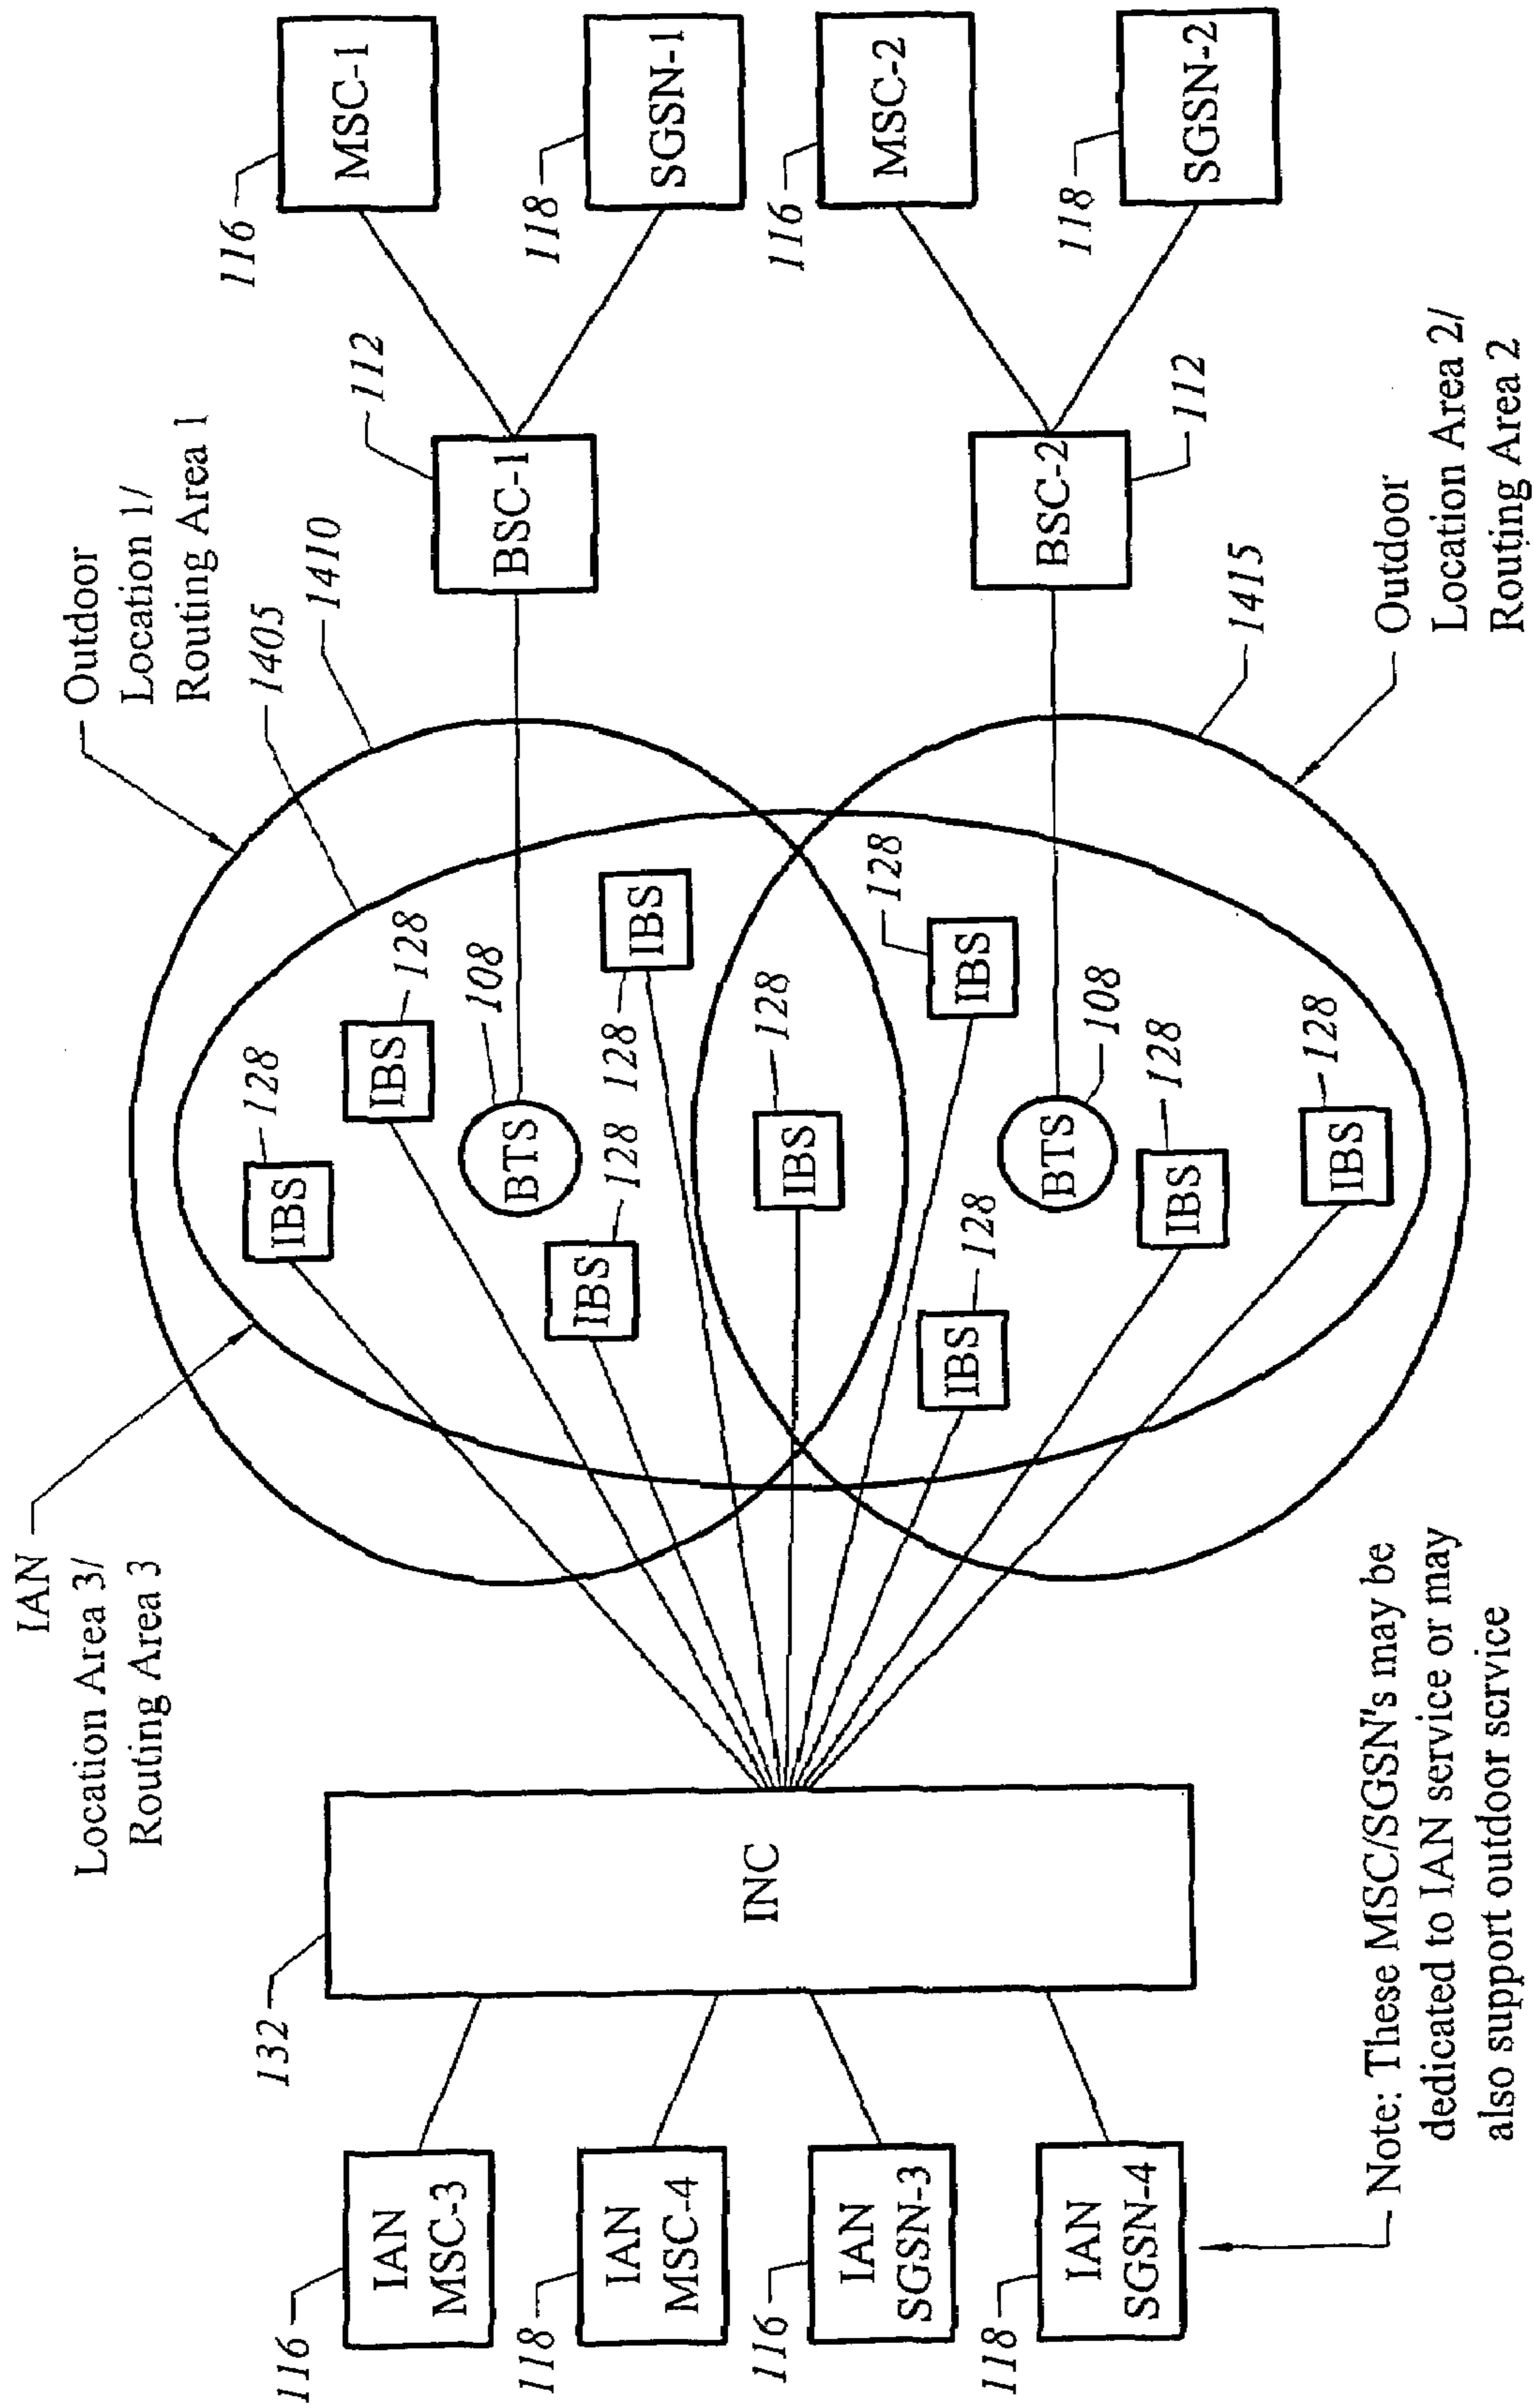 IAN
Location Area 3/
Routing Area 3
Outdoor
Location 1/
Routing Area 1
1405
1410
132
INC
116
IAN
MSC-3
118
IAN
MSC-4
116
IAN
SGSN-3
118
IAN
SGSN-4
IBS
128
IBS
128
BTS
108
IBS
128
IBS
128
IBS
128
IBS
128
IBS
128
BTS
108
IBS
128
IBS
128
BSC-1
112
BSC-2
112
116
MSC-1
118
SGSN-1
116
MSC-2
118
SGSN-2
1415
Outdoor
Location Area 2/
Routing Area 2
Note: These MSC/SGSN's may be
dedicated to IAN service or may
also support outdoor service